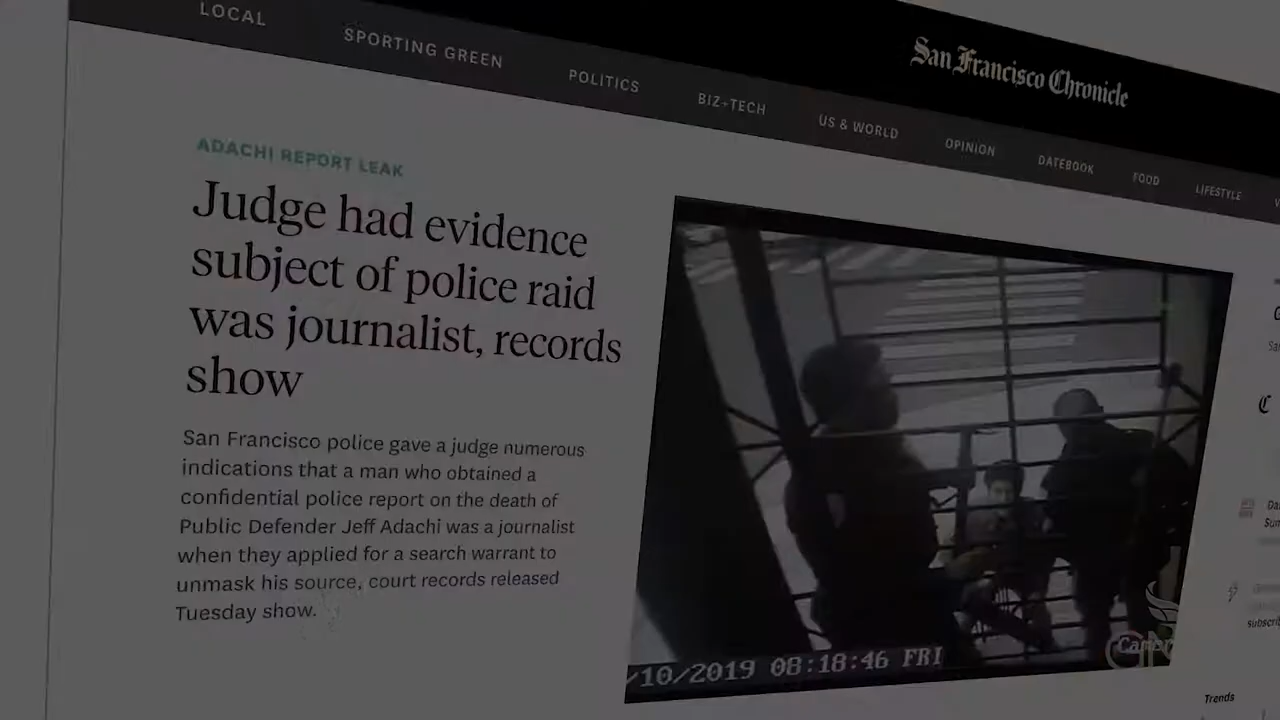 LOCAL
SPORTING GREEN
POLITICS
BIZ+TECH
US & WORLD
OPINION
DATEBOOK
FOOD
LIFESTYLE
San Francisco Chronicle
ADACHI REPORT LEAK
Judge had evidence
subject of police raid
was journalist, records
show
San Francisco police gave a judge numerous
indications that a man who obtained a
confidential police report on the death of
Public Defender Jeff Adachi was a journalist
when they applied for a search warrant to
unmask his source, court records released
Tuesday show.
/10/2019 08:18:46 FRI
Trends